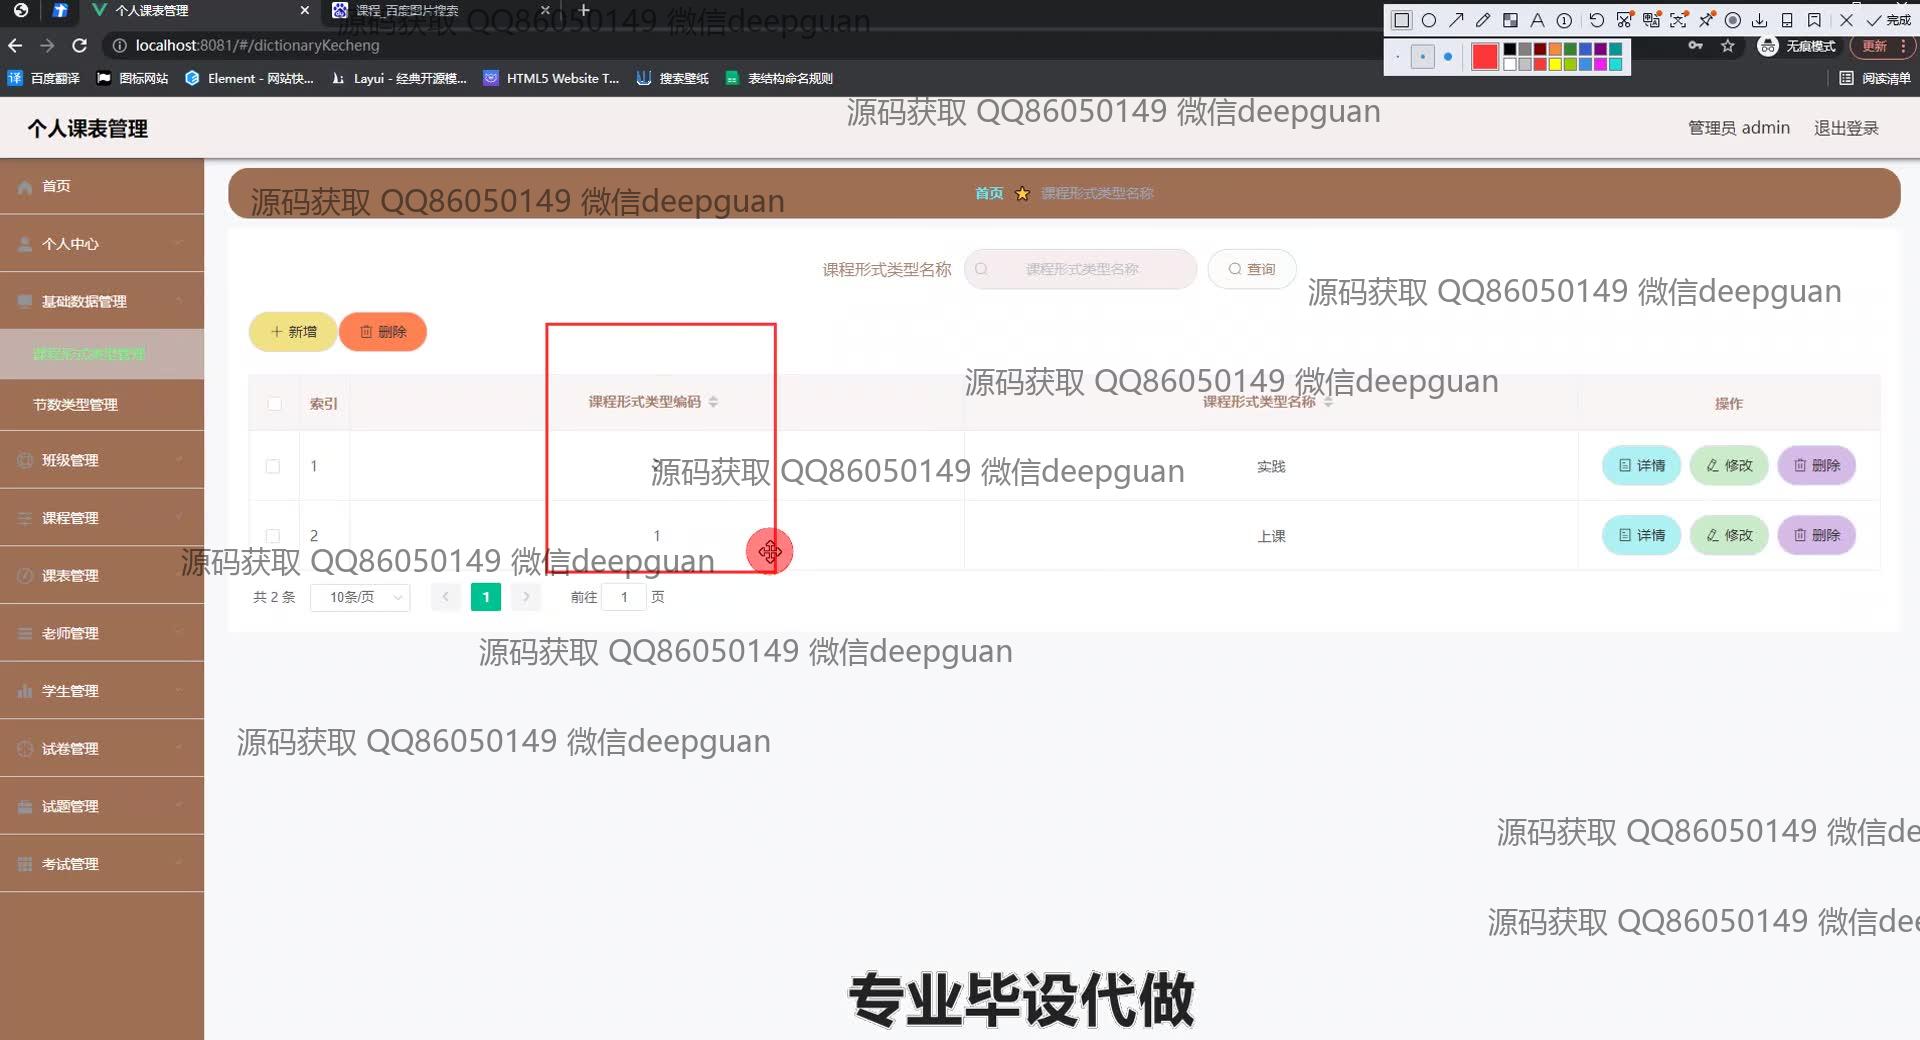 个人课表管理
课程_百度图片搜索
源码获取 QQ86050149 微信deepguan
完成
localhost:8081/#/dictionaryKecheng
无痕模式
更新
百度翻译
图标网站
Element - 网站快...
Layui - 经典开源模...
HTML5 Website T...
搜索壁纸
表结构命名规则
阅读清单
源码获取 QQ86050149 微信deepguan
个人课表管理
管理员 admin
退出登录
首页
源码获取 QQ86050149 微信deepguan
首页
课程形式类型名称
个人中心
课程形式类型名称
课程形式类型名称
查询
基础数据管理
源码获取 QQ86050149 微信deepguan
新增
删除
课程形式类型管理
源码获取 QQ86050149 微信deepguan
节数类型管理
索引
课程形式类型编码
课程形式类型名称
操作
班级管理
1
源码获取 QQ86050149 微信deepguan
实践
详情
修改
删除
课程管理
2
1
上课
详情
修改
删除
源码获取 QQ86050149 微信deepguan
课表管理
共 2 条
10条/页
1
前往
1
页
老师管理
源码获取 QQ86050149 微信deepguan
学生管理
源码获取 QQ86050149 微信deepguan
试卷管理
试题管理
源码获取 QQ86050149 微信de
考试管理
源码获取 QQ86050149 微信dee
专业毕设代做